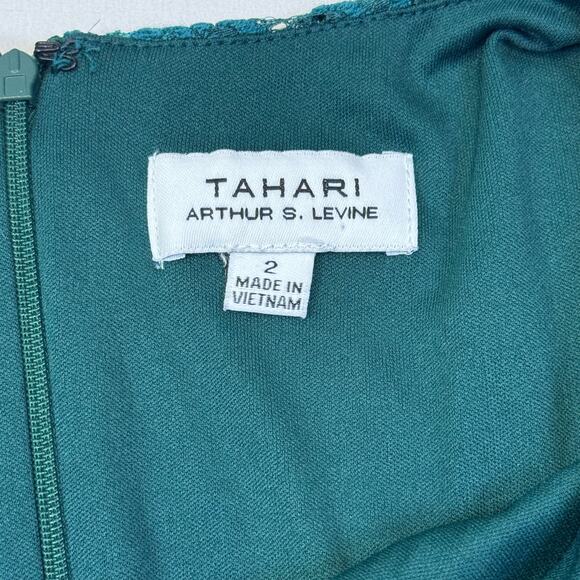 TAHARI
ARTHUR S. LEVINE
2
MADE IN
VIETNAM